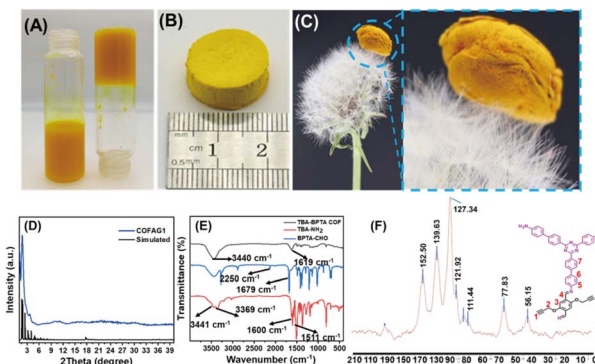 (A)
(B)
mm
cm 1 2
0.5mm
(C)
(D)
COFAG1
Simulated
Intensity (a.u.)
3 6 9 12 15 18 21 24 27 30 33 36 39
2Theta (degree)
(E)
TBA-BPTA COF
TBA-NH2
BPTA-CHO
3440 cm-1
1619 cm-1
2250 cm-1
1679 cm-1
3441 cm-1
3369 cm-1
1600 cm-1
1511 cm-1
Transmittance (%)
3500 3000 2500 2000 1500 1000
Wavenumber (cm-1)
(F)
152.50
139.63
127.34
121.92
111.44
77.83
56.15
H2N
N
N
N
7
6
5
N
4
3
2
1
O
O
210 190 170 150 130 110 90 80 70 60 50 40 30 20 10 0